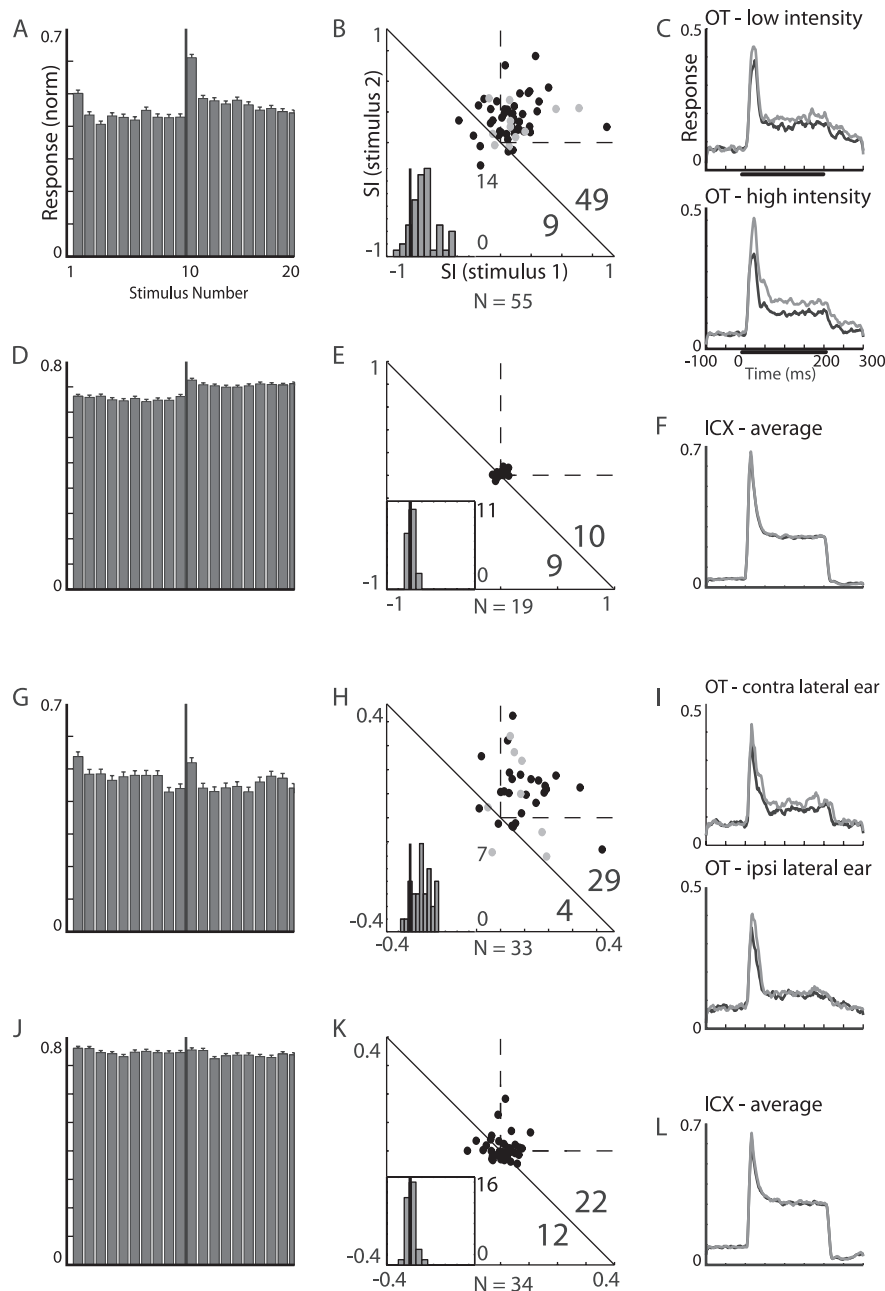 A
0.7
Response (norm)
0
1
10
20
Stimulus Number
B
1
SI (stimulus 2)
-1
14
0
49
9
-1
SI (stimulus 1)
1
N = 55
C
OT - low intensity
0.5
Response
0
OT - high intensity
0.5
0
-100
0
200
300
Time (ms)
D
0.8
0
E
1
-1
11
0
10
9
-1
1
N = 19
F
ICX - average
0.7
0
G
0.7
0
H
0.4
-0.4
7
0
29
4
-0.4
0.4
N = 33
I
OT - contra lateral ear
0.5
0
OT - ipsi lateral ear
0.5
0
J
0.8
0
K
0.4
-0.4
16
0
22
12
-0.4
0.4
N = 34
L
ICX - average
0.7
0